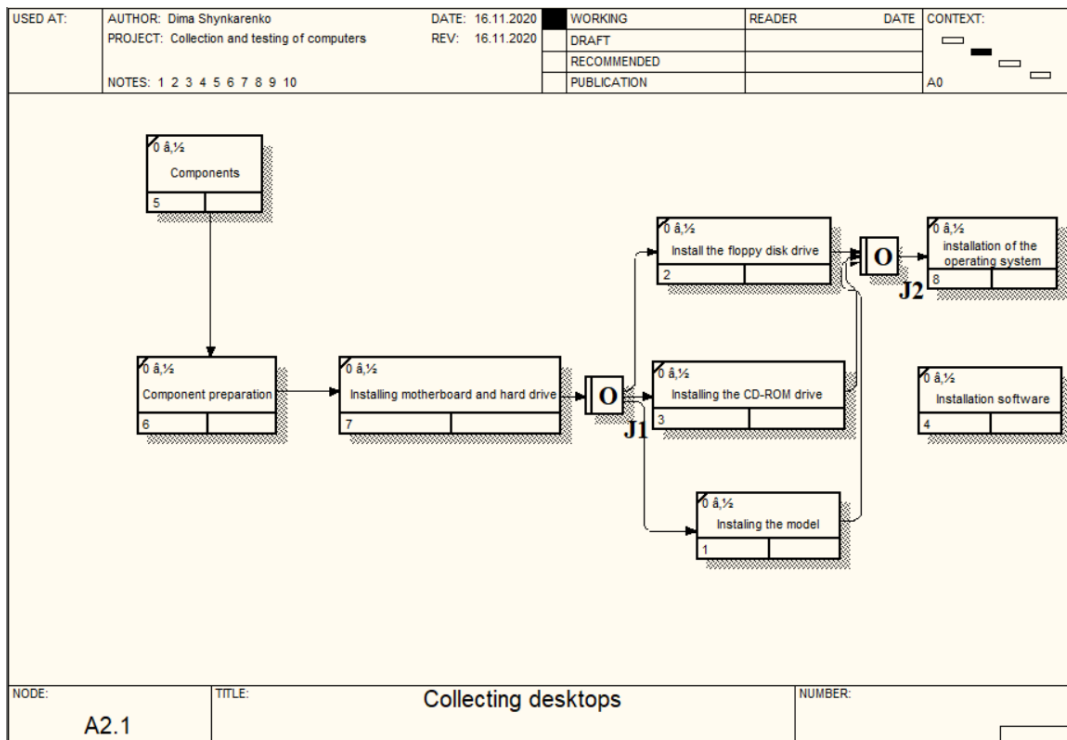 USED AT:
AUTHOR: Dima Shynkarenko
DATE: 16.11.2020
PROJECT: Collection and testing of computers
REV: 16.11.2020
NOTES: 1 2 3 4 5 6 7 8 9 10
WORKING
DRAFT
RECOMMENDED
PUBLICATION
READER
DATE
CONTEXT:
A0
0 â‚½
Components
5
0 â‚½
Install the floppy disk drive
2
O
J2
0 â‚½
installation of the
operating system
8
0 â‚½
Component preparation
6
0 â‚½
Installing motherboard and hard drive
7
O
J1
0 â‚½
Installing the CD-ROM drive
3
0 â‚½
Installation software
4
0 â‚½
Instaling the model
1
NODE:
A2.1
TITLE:
Collecting desktops
NUMBER: